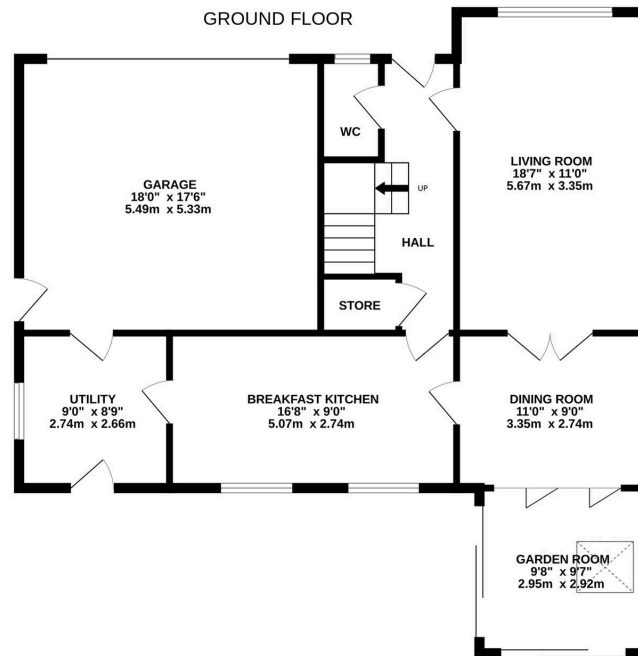 GROUND FLOOR
WC
GARAGE
18'0" x 17'6"
5.49m x 5.33m
LIVING ROOM
18'7" x 11'0"
5.67m x 3.35m
UP
HALL
STORE
UTILITY
9'0" x 8'9"
2.74m x 2.66m
BREAKFAST KITCHEN
16'8" x 9'0"
5.07m x 2.74m
DINING ROOM
11'0" x 9'0"
3.35m x 2.74m
GARDEN ROOM
9'8" x 9'7"
2.95m x 2.92m